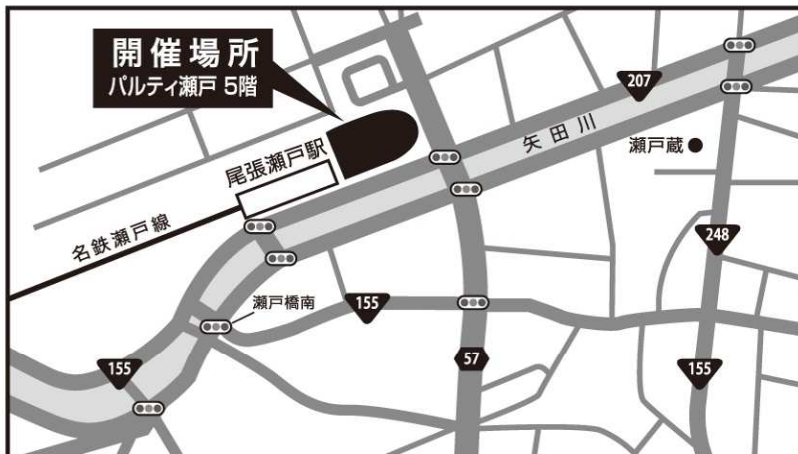 開催場所
パルティ瀬戸 5階
207
矢田川
瀬戸蔵
尾張瀬戸駅
名鉄瀬戸線
248
瀬戸橋南
155
155
57
155